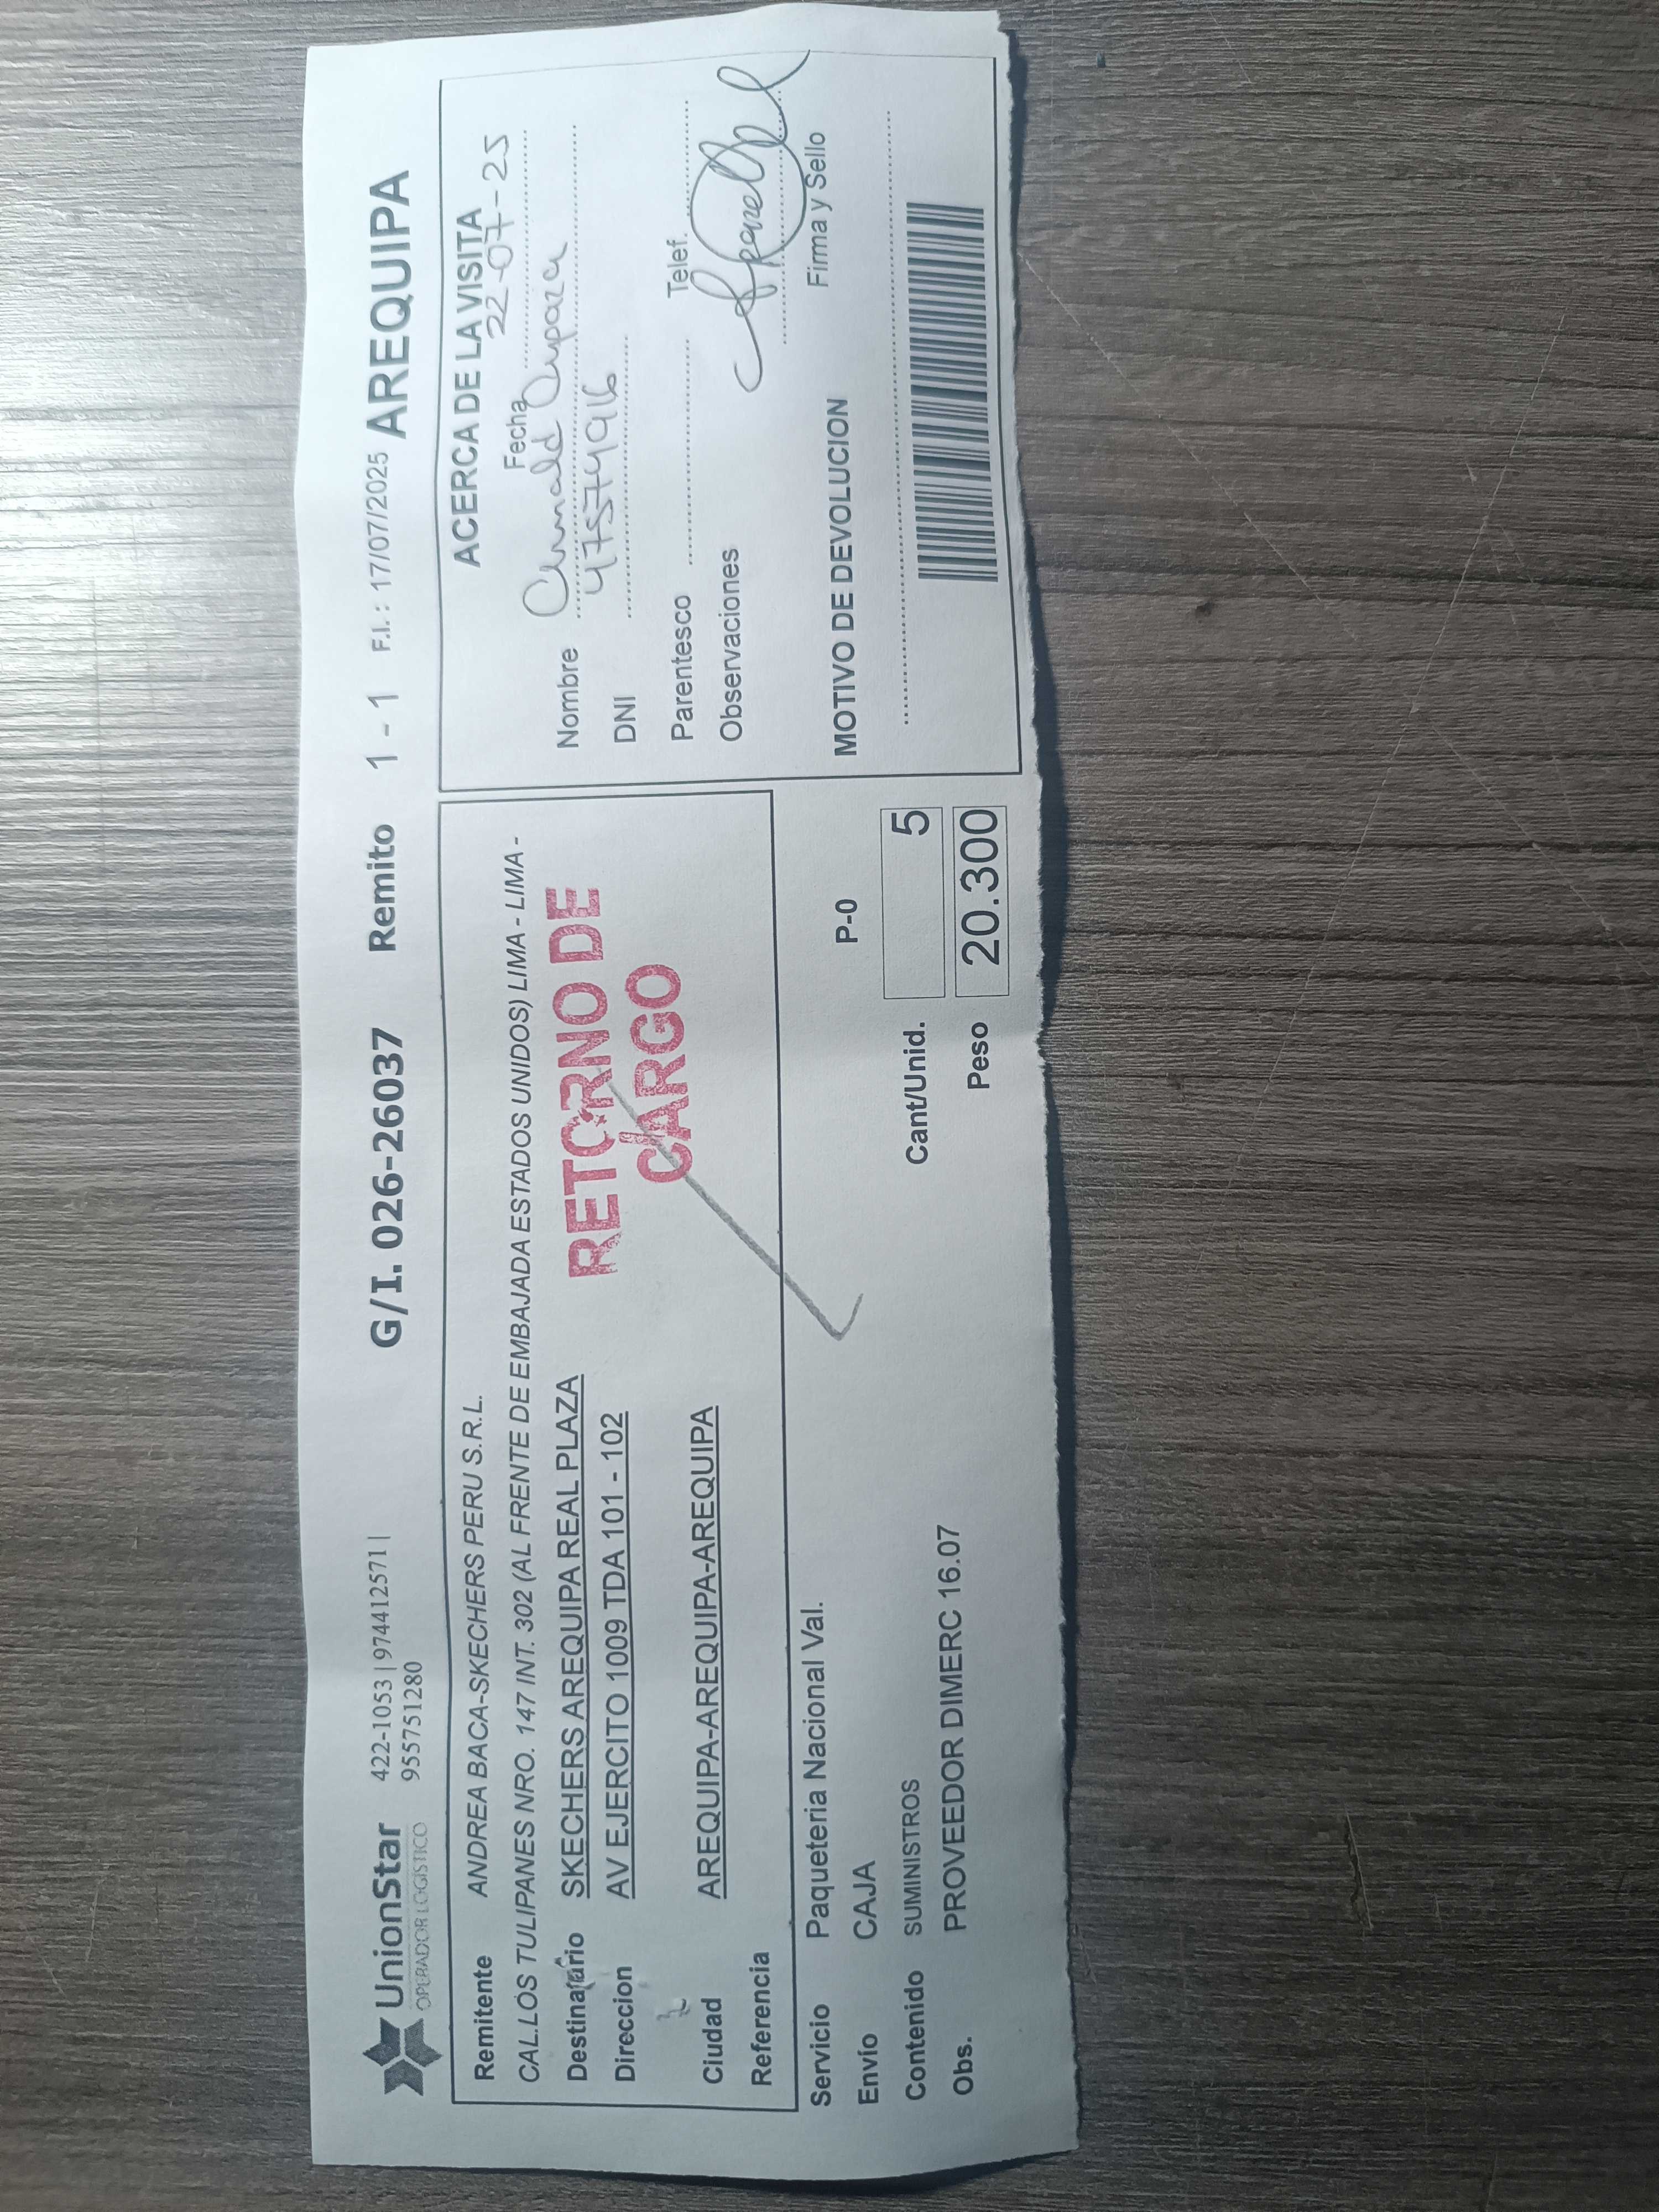 UnionStar
OPERADOR LOGÍSTICO
422-1053 | 974412571 |
955751280
G/I. 026-26037 Remito 1 - 1 F.I. : 17/07/2025 AREQUIPA
Remitente ANDREA BACA-SKECHERS PERU S.R.L.
CAL.LOS TULIPANES NRO. 147 INT. 302 (AL FRENTE DE EMBAJADA ESTADOS UNIDOS) LIMA - LIMA -
Destinatario SKECHERS AREQUIPA REAL PLAZA
Direccion AV EJERCITO 1009 TDA 101 - 102
Ciudad AREQUIPA-AREQUIPA-AREQUIPA
Referencia
RETORNO DE
CARGO
Servicio Paqueteria Nacional Val.
Envío CAJA
Contenido SUMINISTROS
Obs. PROVEEDOR DIMERC 16.07
P-0
Cant/Unid. 5
Peso 20.300
ACERCA DE LA VISITA
Fecha 22-07-25
Nombre
DNI 47557496
Parentesco Telef.
Observaciones
Firma y Sello
MOTIVO DE DEVOLUCION